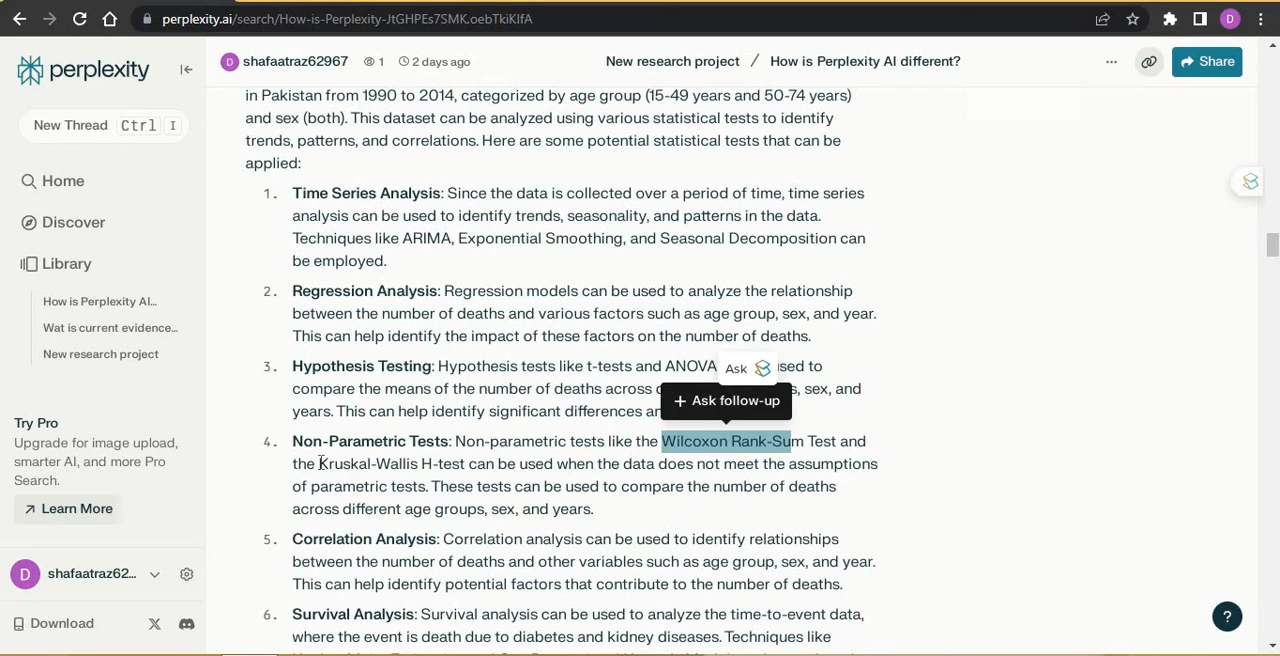 perplexity.ai/search/How-is-Perplexity-JtGHPEs7SMK.oebTkiKlfA
D
perplexity
New Thread Ctrl I
Home
Discover
Library
How is Perplexity AI...
Wat is current evidence...
New research project
Try Pro
Upgrade for image upload,
smarter AI, and more Pro
Search.
Learn More
D shafaatraz62...
Download
D shafaatraz62967 1 2 days ago New research project / How is Perplexity AI different? ... Share
in Pakistan from 1990 to 2014, categorized by age group (15-49 years and 50-74 years)
and sex (both). This dataset can be analyzed using various statistical tests to identify
trends, patterns, and correlations. Here are some potential statistical tests that can be
applied:
1. Time Series Analysis: Since the data is collected over a period of time, time series
analysis can be used to identify trends, seasonality, and patterns in the data.
Techniques like ARIMA, Exponential Smoothing, and Seasonal Decomposition can
be employed.
2. Regression Analysis: Regression models can be used to analyze the relationship
between the number of deaths and various factors such as age group, sex, and year.
This can help identify the impact of these factors on the number of deaths.
3. Hypothesis Testing: Hypothesis tests like t-tests and ANOVA used to
compare the means of the number of deaths across sex, and
years. This can help identify significant differences
Ask
+ Ask follow-up
4. Non-Parametric Tests: Non-parametric tests like the Wilcoxon Rank-Sum Test and
the Kruskal-Wallis H-test can be used when the data does not meet the assumptions
of parametric tests. These tests can be used to compare the number of deaths
across different age groups, sex, and years.
5. Correlation Analysis: Correlation analysis can be used to identify relationships
between the number of deaths and other variables such as age group, sex, and year.
This can help identify potential factors that contribute to the number of deaths.
6. Survival Analysis: Survival analysis can be used to analyze the time-to-event data,
where the event is death due to diabetes and kidney diseases. Techniques like
?